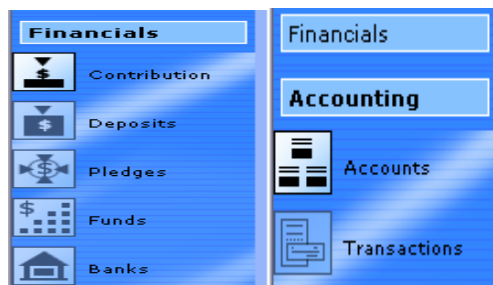 Financials
Contribution
Deposits
Pledges
Funds
Banks
Financials
Accounting
Accounts
Transactions